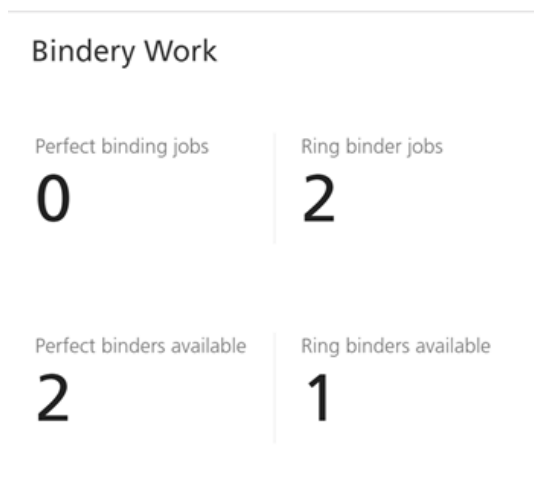 Bindery Work
Perfect binding jobs
0
Ring binder jobs
2
Perfect binders available
2
Ring binders available
1